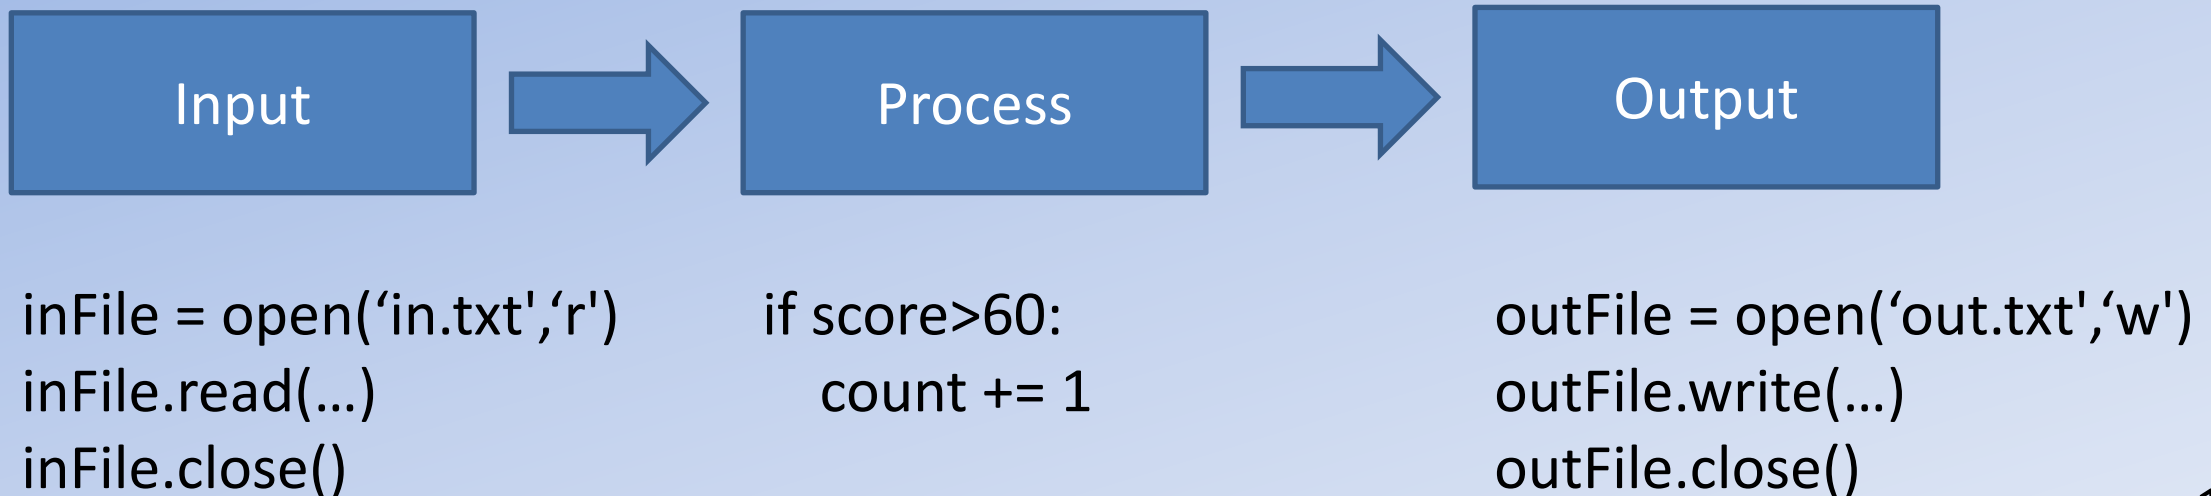 Input
Process
Output
inFile = open(‘in.txt',‘r')
inFile.read(…)
inFile.close()
if score>60:
count += 1
outFile = open(‘out.txt',‘w')
outFile.write(…)
outFile.close()